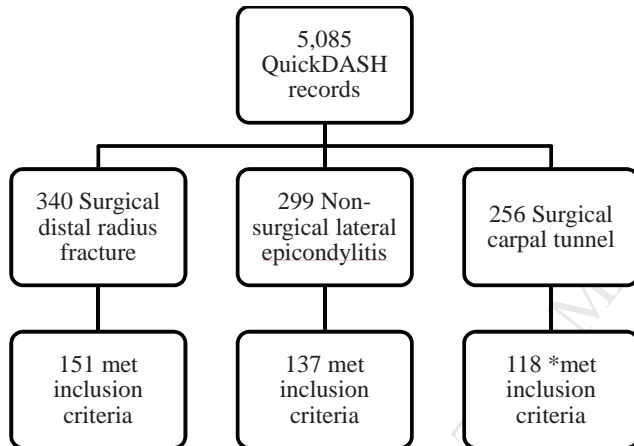 5,085
QuickDASH
records
340 Surgical
distal radius
fracture
299 Non-
surgical lateral
epicondylitis
256 Surgical
carpal tunnel
151 met
inclusion
criteria
137 met
inclusion
criteria
118 *met
inclusion
criteria